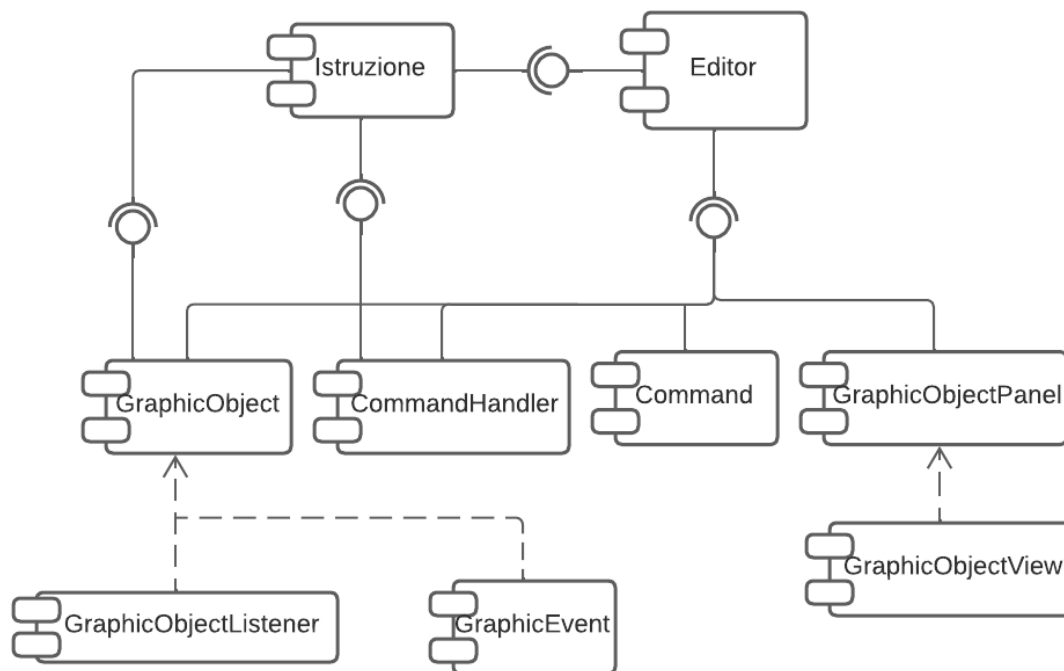 Istruzione
Editor
GraphicObject
CommandHandler
Command
GraphicObjectPanel
GraphicObjectView
GraphicObjectListener
GraphicEvent